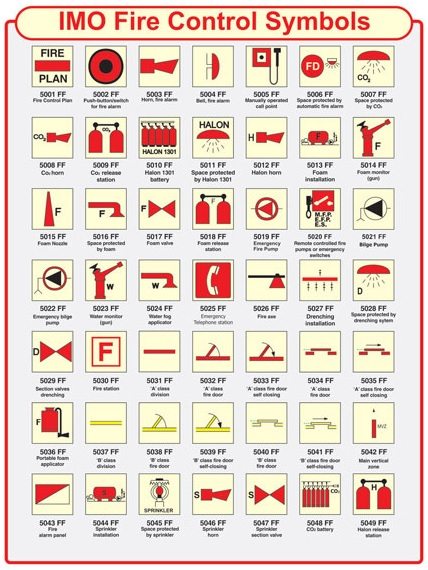 IMO Fire Control Symbols
FIRE
PLAN
FD
CO₂
5001 FF
Fire Control Plan
5002 FF
Push-button/switch
for fire alarm
5003 FF
Horn, fire alarm
5004 FF
Bell, fire alarm
5005 FF
Manually operated
call point
5006 FF
Space protected by
automatic fire alarm
5007 FF
Space protected
by CO₂
CO₂
HALON 1301
HALON
H
F
F
5008 FF
Co₂ horn
5009 FF
Co₂ release
station
5010 FF
Halon 1301
battery
5011 FF
Space protected
by Halon 1301
5012 FF
Halon horn
5013 FF
Foam
installation
5014 FF
Foam monitor
(gun)
F
F
F
F
M.F.P.
E.F.P.
E.S.
5015 FF
Foam Nozzle
5016 FF
Space protected
by foam
5017 FF
Foam valve
5018 FF
Foam release
station
5019 FF
Emergency
Fire Pump
5020 FF
Remote controlled fire
pumps or emergency
switches
5021 FF
Bilge Pump
W
W
D
5022 FF
Emergency bilge
pump
5023 FF
Water monitor
(gun)
5024 FF
Water fog
applicator
5025 FF
Emergency
Telephone station
5026 FF
Fire axe
5027 FF
Drenching
installation
5028 FF
Space protected by
drenching sytem
D
F
5029 FF
Section valves
drenching
5030 FF
Fire station
5031 FF
'A' class
division
5032 FF
'A' class
fire door
5033 FF
'A' class fire door
self closing
5034 FF
'A' class
fire door
5035 FF
'A' class fire door
self closing
F
MVZ
5036 FF
Portable foam
applicator
5037 FF
'B' class
division
5038 FF
'B' class
fire door
5039 FF
'B' class fire door
self-closing
5040 FF
'B' class
fire door
5041 FF
'B' class fire door
self-closing
5042 FF
Main vertical
zone
S
SPRINKLER
S
S
CO₂
H
5043 FF
Fire
alarm panel
5044 FF
Sprinkler
installation
5045 FF
Space protected
by sprinkler
5046 FF
Sprinkler
horn
5047 FF
Sprinkler
section valve
5048 FF
CO₂ battery
5049 FF
Halon release
station